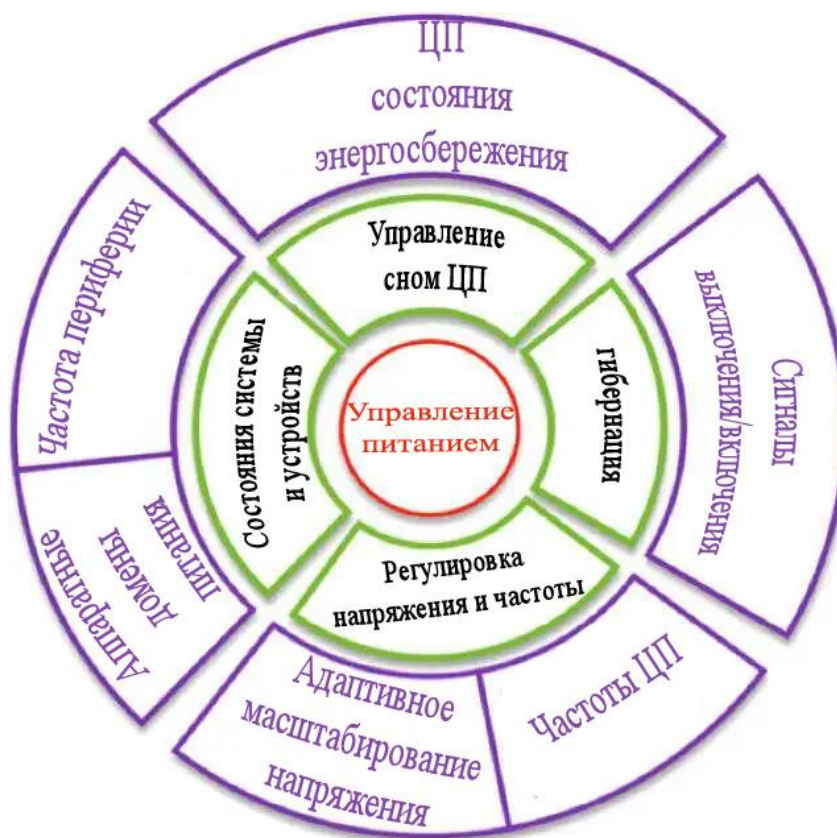 ЦП
состояния
энергосбережения
Управление
сном ЦП
Частота периферии
Состояния системы
и устройств
Управление
питанием
гибернация
Сигналы
выключения/включения
Аппаратные
домены
питания
Регулировка
напряжения и частоты
Адаптивное
масштабирование
напряжения
Частоты ЦП